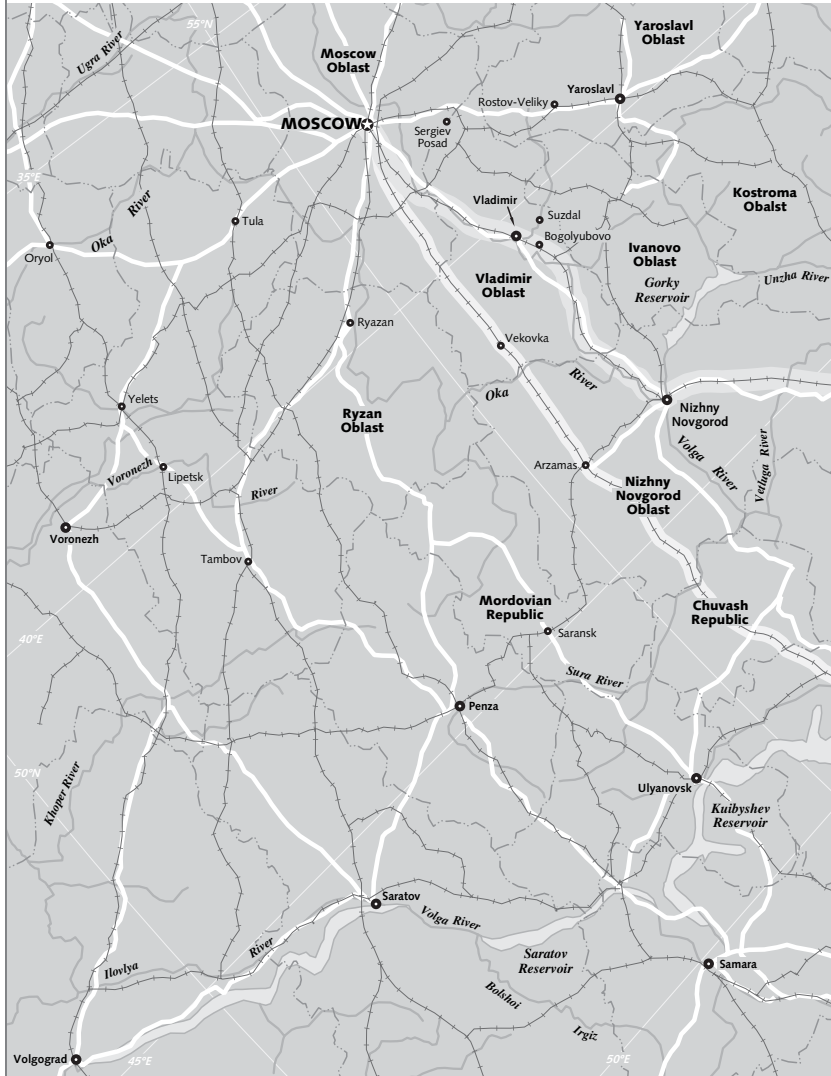 55°N
Ugra River
Moscow
Oblast
Yaroslavl
Oblast
Yaroslavl
Rostov-Veliky
MOSCOW
Sergiev
Posad
35°E
River
Oka
Tula
Oryol
Vladimir
Suzdal
Bogolyubovo
Kostroma
Obalst
Ivanovo
Oblast
Gorky
Reservoir
Unzha River
Vladimir
Oblast
Ryazan
Vekovka
Oka
River
Yelets
Ryzan
Oblast
Nizhny
Novgorod
Volga River
Vetluga River
Voronezh
Lipetsk
River
Arzamas
Nizhny
Novgorod
Oblast
Voronezh
Tambov
Mordovian
Republic
Chuvash
Republic
Saransk
40°E
Sura River
Penza
50°N
Khoper River
Ulyanovsk
Kuibyshev
Reservoir
Saratov
Volga River
River
Saratov
Reservoir
Samara
Ilovlya
Bolshoi
Irgiz
Volgograd
45°E
50°E